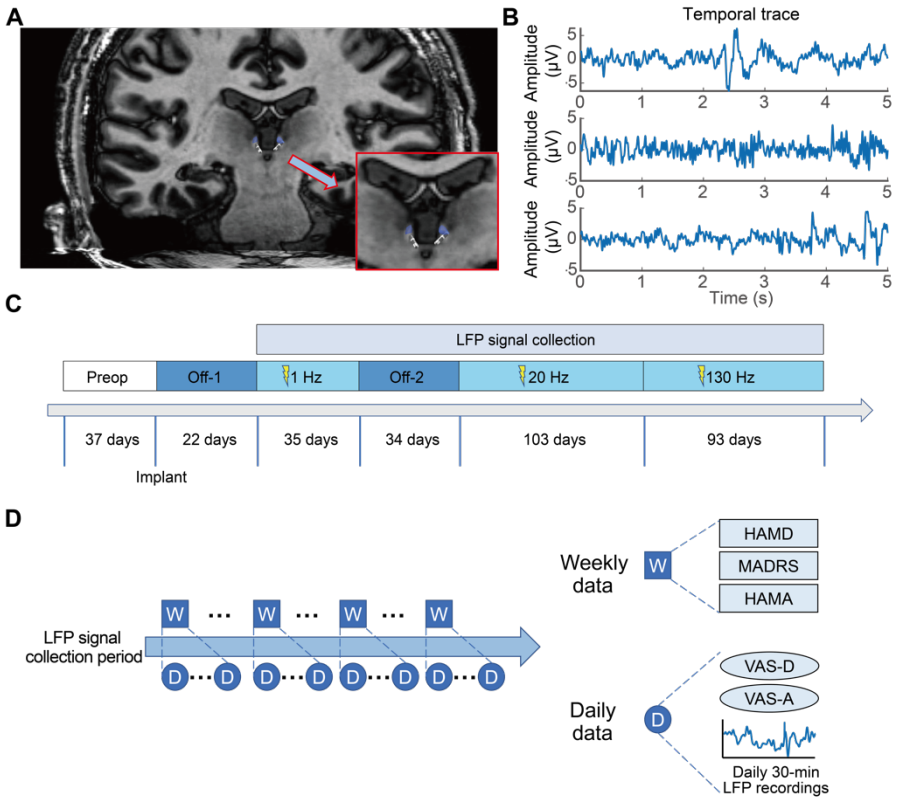 A
B
Temporal trace
Amplitude
(μV)
5
0
-5
0 1 2 3 4 5
Amplitude
(μV)
5
0
-5
0 1 2 3 4 5
Amplitude
(μV)
5
0
-5
0 1 2 3 4 5
Time (s)
C
LFP signal collection
Preop Off-1 1 Hz Off-2 20 Hz 130 Hz
37 days 22 days 35 days 34 days 103 days 93 days
Implant
D
LFP signal
collection period
W ... W ... W ... W
D ... D D ... D D ... D D ... D
Weekly
data
W
HAMD
MADRS
HAMA
Daily
data
D
VAS-D
VAS-A
Daily 30-min
LFP recordings